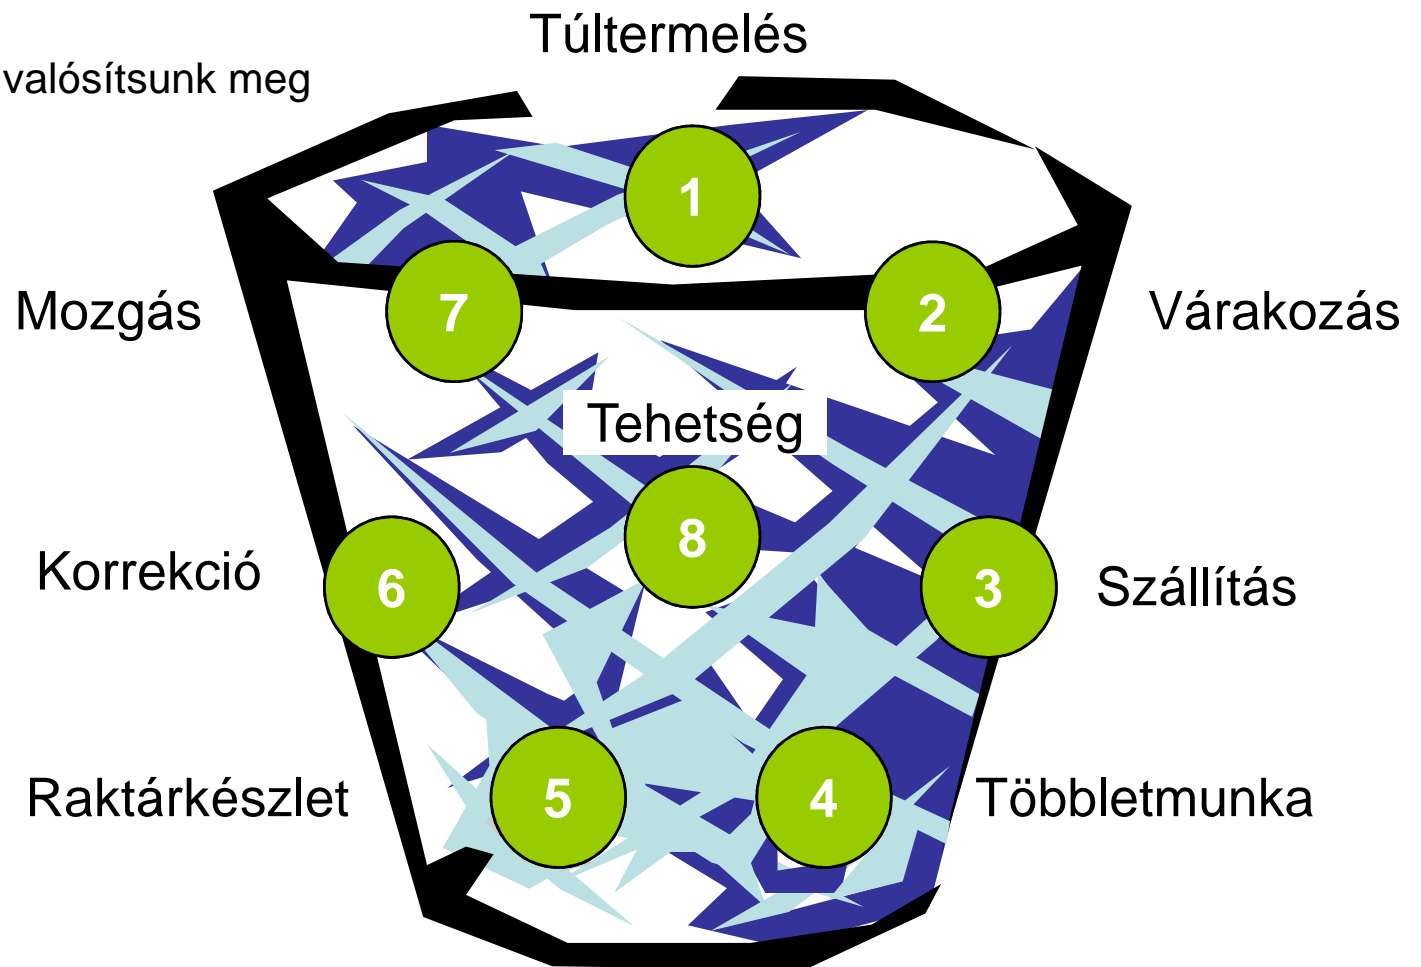 Túltermelés
valósítsunk meg
1
Mozgás
7
2
Várakozás
Tehetség
8
Korrekció
6
3
Szállítás
Raktárkészlet
5
4
Többletmunka